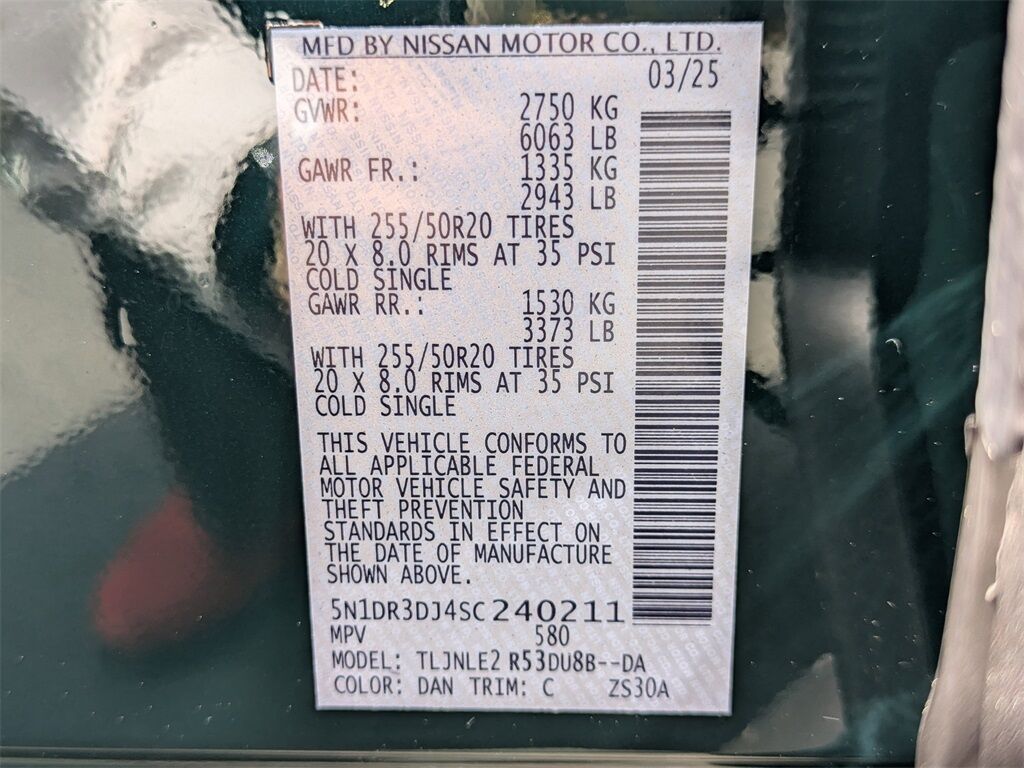 MFD BY NISSAN MOTOR CO., LTD.
DATE: 03/25
GVWR: 2750 KG
6063 LB
GAWR FR.: 1335 KG
2943 LB
WITH 255/50R20 TIRES
20 X 8.0 RIMS AT 35 PSI
COLD SINGLE
GAWR RR.: 1530 KG
3373 LB
WITH 255/50R20 TIRES
20 X 8.0 RIMS AT 35 PSI
COLD SINGLE
THIS VEHICLE CONFORMS TO
ALL APPLICABLE FEDERAL
MOTOR VEHICLE SAFETY AND
THEFT PREVENTION
STANDARDS IN EFFECT ON
THE DATE OF MANUFACTURE
SHOWN ABOVE.
5N1DR3DJ4SC240211
MPV 580
MODEL: TLJNLE2 R53DU8B--DA
COLOR: DAN TRIM: C ZS30A